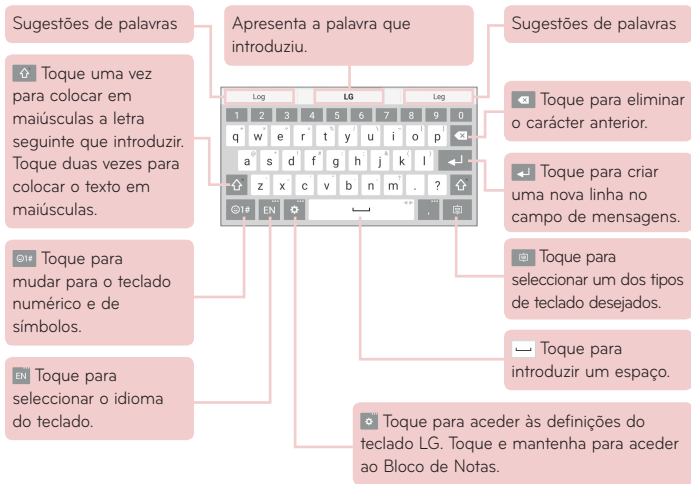 Sugestões de palavras
Apresenta a palavra que
introduziu.
Sugestões de palavras
Toque uma vez
para colocar em
maiúsculas a letra
seguinte que introduzir.
Toque duas vezes para
colocar o texto em
maiúsculas.
Log LG Leg
1 2 3 4 5 6 7 8 9 0
q w e r t y u i o p
a s d f g h j k l
z x c v b n m . ?
1# EN ,
Toque para eliminar
o carácter anterior.
Toque para criar
uma nova linha no
campo de mensagens.
1# Toque para
mudar para o teclado
numérico e de
símbolos.
Toque para
seleccionar um dos tipos
de teclado desejados.
EN Toque para
seleccionar o idioma
do teclado.
Toque para
introduzir um espaço.
Toque para aceder às definições do
teclado LG. Toque e mantenha para aceder
ao Bloco de Notas.